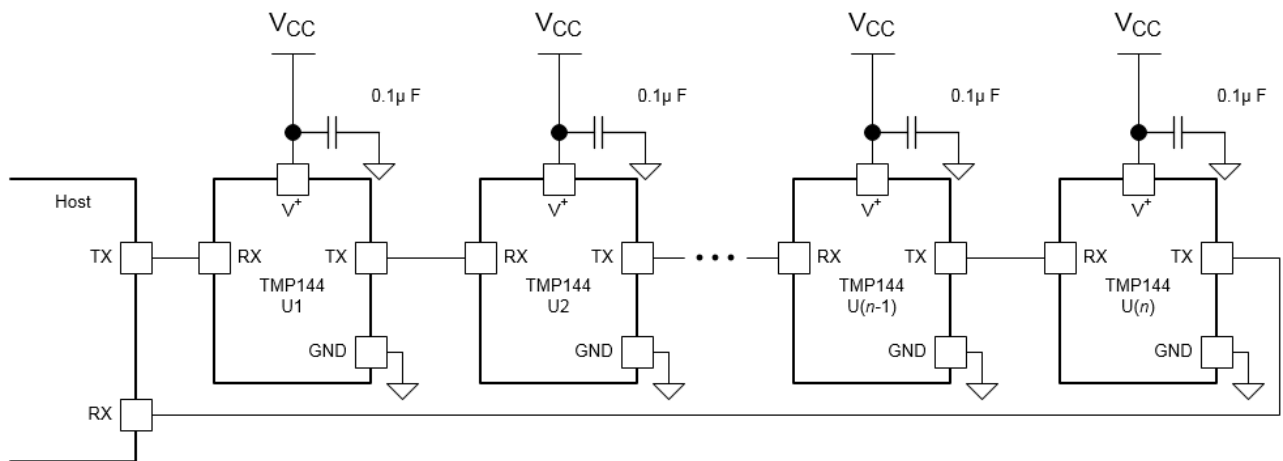 VCC VCC VCC VCC
0.1µ F 0.1µ F 0.1µ F 0.1µ F
Host V+ V+ V+ V+
TX RX TX RX TX • • • RX TX RX TX
TMP144 TMP144 TMP144 TMP144
U1 U2 U(n-1) U(n)
GND GND GND GND
RX